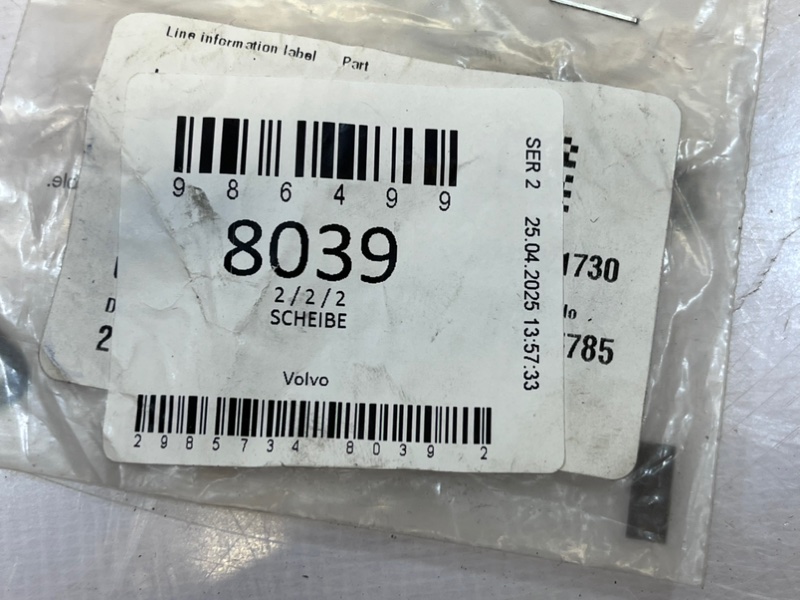 Line information label Part
986499
8039
2/2/2
SCHEIBE
Volvo
2985734 8039 2
SER 2 25.04.2025 13:57:33
1730
785
2